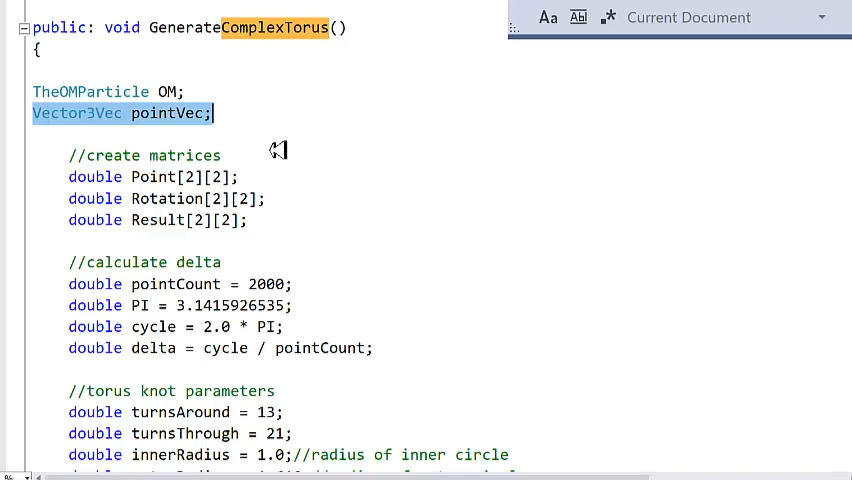 public: void GenerateComplexTorus()
Aa Abl .* Current Document
{
TheOMParticle OM;
Vector3Vec pointVec;
//create matrices
double Point[2][2];
double Rotation[2][2];
double Result[2][2];
//calculate delta
double pointCount = 2000;
double PI = 3.1415926535;
double cycle = 2.0 * PI;
double delta = cycle / pointCount;
//torus knot parameters
double turnsAround = 13;
double turnsThrough = 21;
double innerRadius = 1.0;//radius of inner circle
%